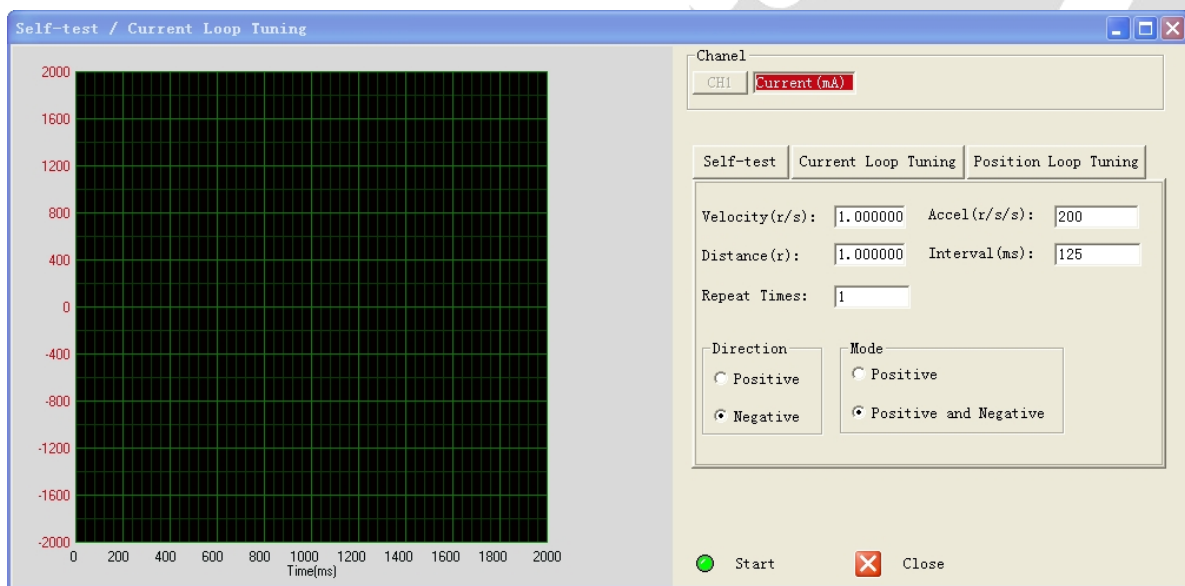 Self-test / Current Loop Tuning
2000
1600
1200
800
400
0
-400
-800
-1200
-1600
-2000
0 200 400 600 800 1000 1200 1400 1600 1800 2000
Time(ms)
Chanel
CH1 Current(mA)
Self-test Current Loop Tuning Position Loop Tuning
Velocity(r/s): 1.000000 Accel(r/s/s): 200
Distance(r): 1.000000 Interval(ms): 125
Repeat Times: 1
Direction Mode
Positive Positive
Negative Positive and Negative
Start Close